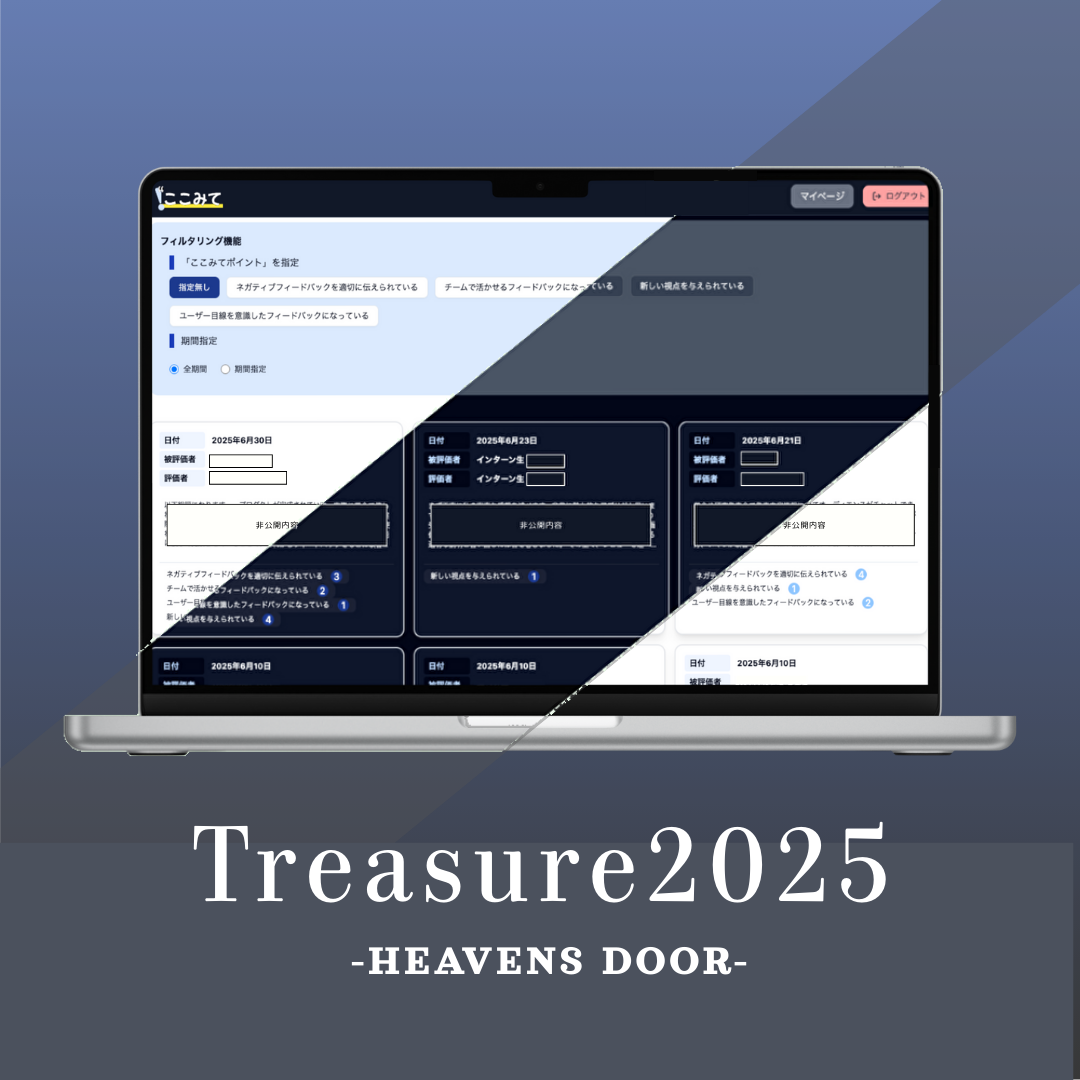 ここみて
マイページ
ログアウト
フィルタリング機能
「ここみてポイント」を指定
指定無し ネガティブフィードバックを適切に伝えられている チームで活かせるフィードバックになっている 新しい視点を与えられている
ユーザー目線を意識したフィードバックになっている
期間指定
全期間 期間指定
日付 2025年6月30日
被評価者
評価者
非公開内容
ネガティブフィードバックを適切に伝えられている 3
チームで活かせるフィードバックになっている 2
ユーザー目線を意識したフィードバックになっている 1
新しい視点を与えられている 4
日付 2025年6月23日
被評価者 インターン生
評価者 インターン生
非公開内容
新しい視点を与えられている 1
日付 2025年6月21日
被評価者
評価者
非公開内容
ネガティブフィードバックを適切に伝えられている 4
新しい視点を与えられている 1
ユーザー目線を意識したフィードバックになっている 2
日付 2025年6月10日
被評価者
日付 2025年6月10日
被評価者
日付 2025年6月10日
被評価者
Treasure2025
-HEAVENS DOOR-